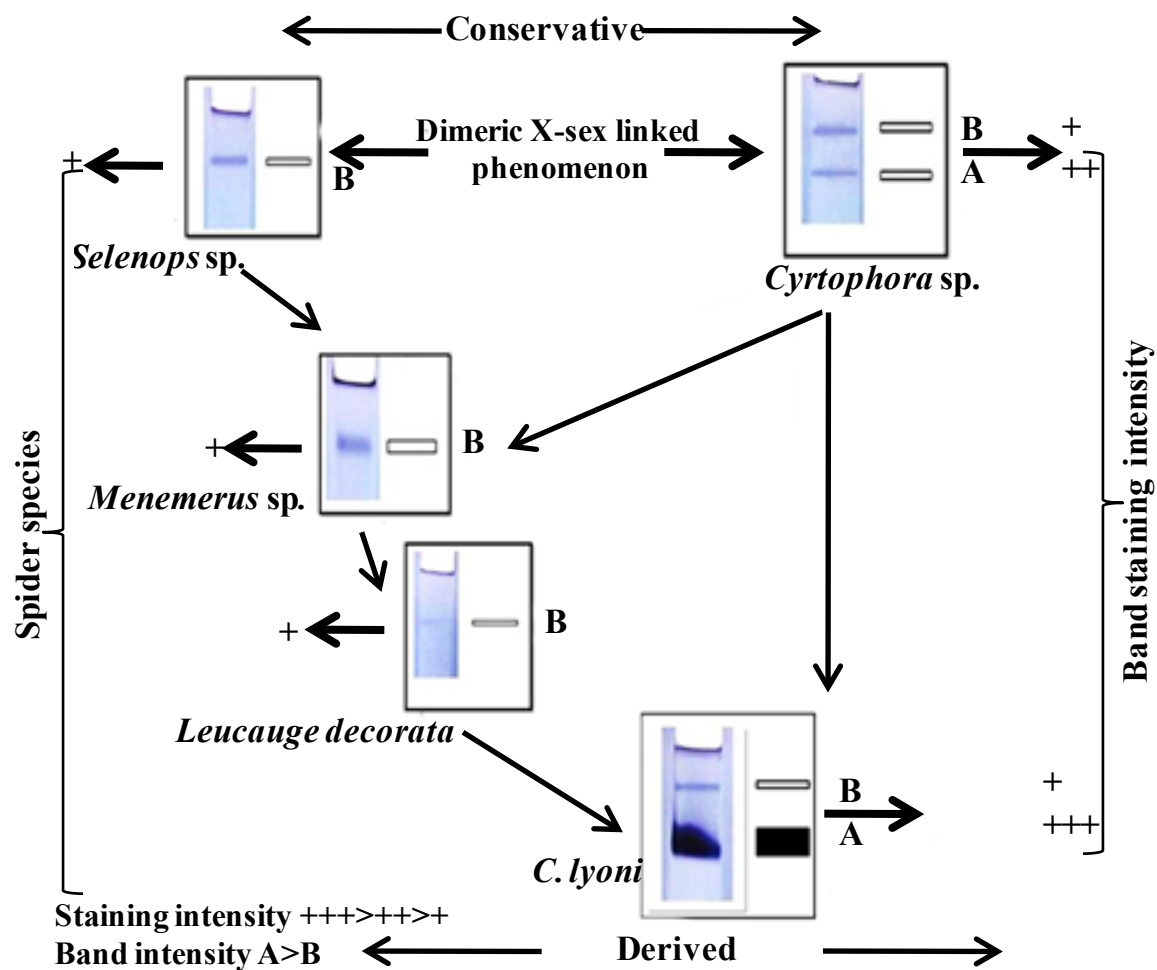 Conservative
Dimeric X-sex linked
phenomenon
B
±
Selenops sp.
B
A
+
++
Cyrtophora sp.
B
+
Menemerus sp.
B
+
Leucauge decorata
B
A
+
+++
C. lyoni
Spider species
Band staining intensity
Staining intensity +++>++>+
Band intensity A>B
Derived